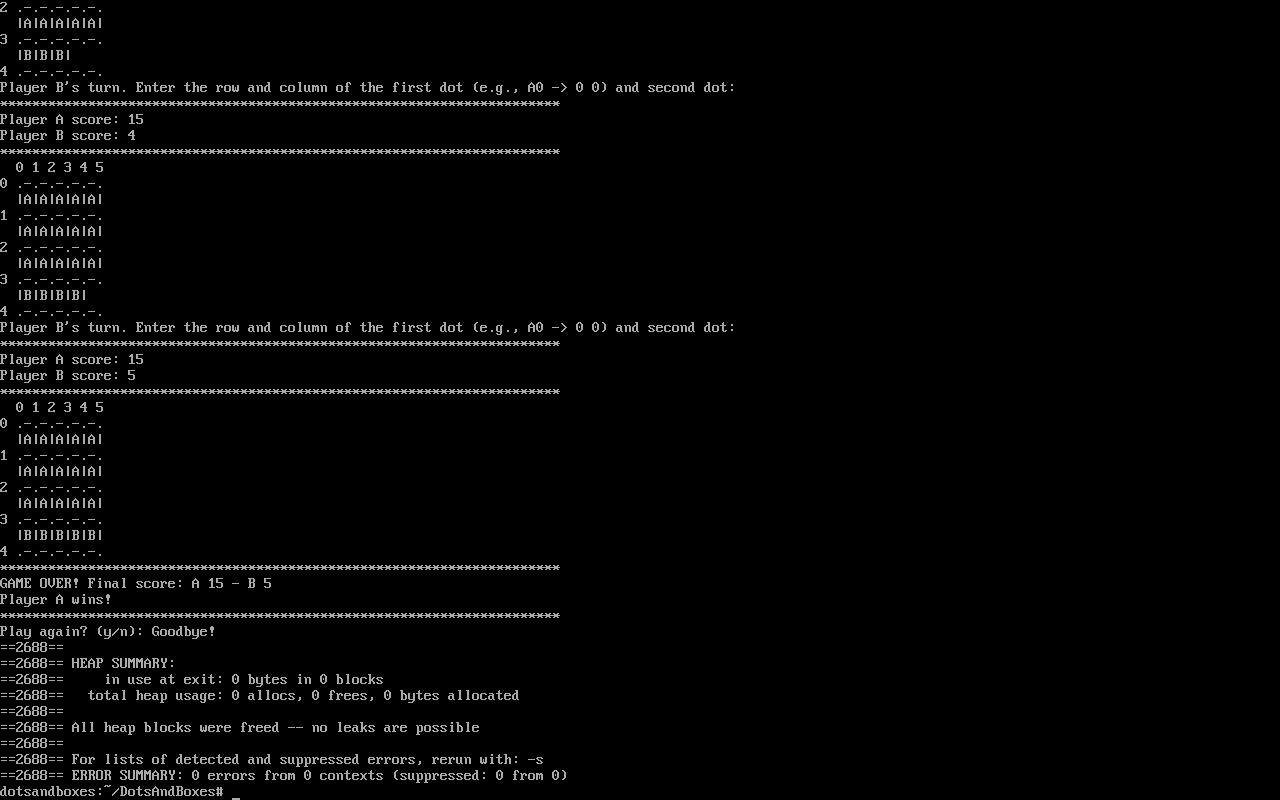 2 .-.-.-.-.-.
  |A|A|A|A|A|
3 .-.-.-.-.-.
  |B|B|B|
4 .-.-.-.-.-.
Player B's turn. Enter the row and column of the first dot (e.g., A0 -> 0 0) and second dot:
**********************************************************************
Player A score: 15
Player B score: 4
**********************************************************************
  0 1 2 3 4 5
0 .-.-.-.-.-.
  |A|A|A|A|A|
1 .-.-.-.-.-.
  |A|A|A|A|A|
2 .-.-.-.-.-.
  |A|A|A|A|A|
3 .-.-.-.-.-.
  |B|B|B|B|
4 .-.-.-.-.-.
Player B's turn. Enter the row and column of the first dot (e.g., A0 -> 0 0) and second dot:
**********************************************************************
Player A score: 15
Player B score: 5
**********************************************************************
  0 1 2 3 4 5
0 .-.-.-.-.-.
  |A|A|A|A|A|
1 .-.-.-.-.-.
  |A|A|A|A|A|
2 .-.-.-.-.-.
  |A|A|A|A|A|
3 .-.-.-.-.-.
  |B|B|B|B|B|
4 .-.-.-.-.-.
**********************************************************************
GAME OVER! Final score: A 15 - B 5
Player A wins!
**********************************************************************
Play again? (y/n): Goodbye!
==2688==
==2688== HEAP SUMMARY:
==2688==     in use at exit: 0 bytes in 0 blocks
==2688==   total heap usage: 0 allocs, 0 frees, 0 bytes allocated
==2688==
==2688== All heap blocks were freed -- no leaks are possible
==2688==
==2688== For lists of detected and suppressed errors, rerun with: -s
==2688== ERROR SUMMARY: 0 errors from 0 contexts (suppressed: 0 from 0)
dotsandboxes:~/DotsAndBoxes# _